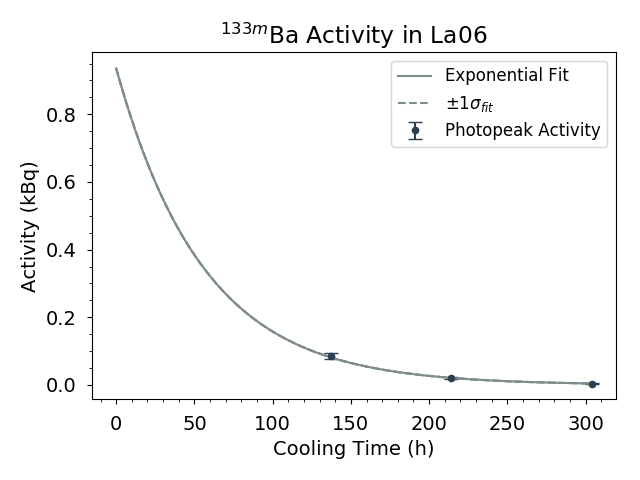 ¹³³ᵐBa Activity in La06
Exponential Fit
±1σ_fit
Photopeak Activity
Activity (kBq)
0.8
0.6
0.4
0.2
0.0
0 50 100 150 200 250 300
Cooling Time (h)